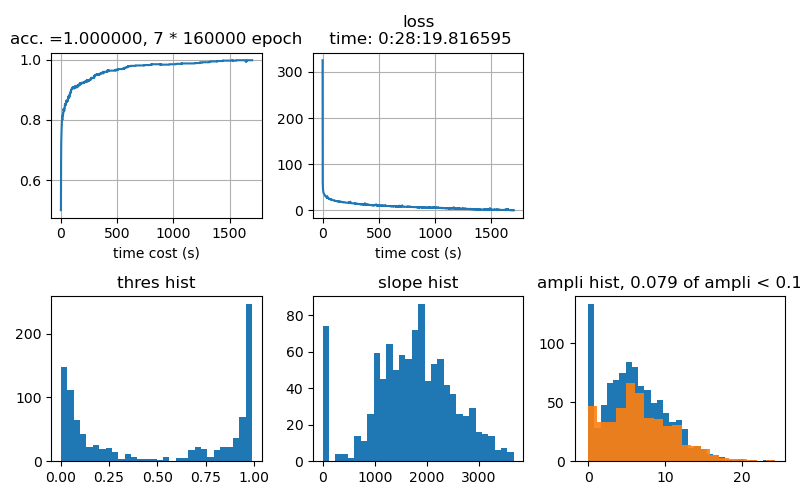 acc. =1.000000, 7 * 160000 epoch
loss
time: 0:28:19.816595
1.0
0.8
0.6
0 500 1000 1500
time cost (s)
300
200
100
0
0 500 1000 1500
time cost (s)
thres hist
200
100
0
0.00 0.25 0.50 0.75 1.00
slope hist
80
60
40
20
0
0 1000 2000 3000
ampli hist, 0.079 of ampli < 0.1
100
50
0
0 10 20